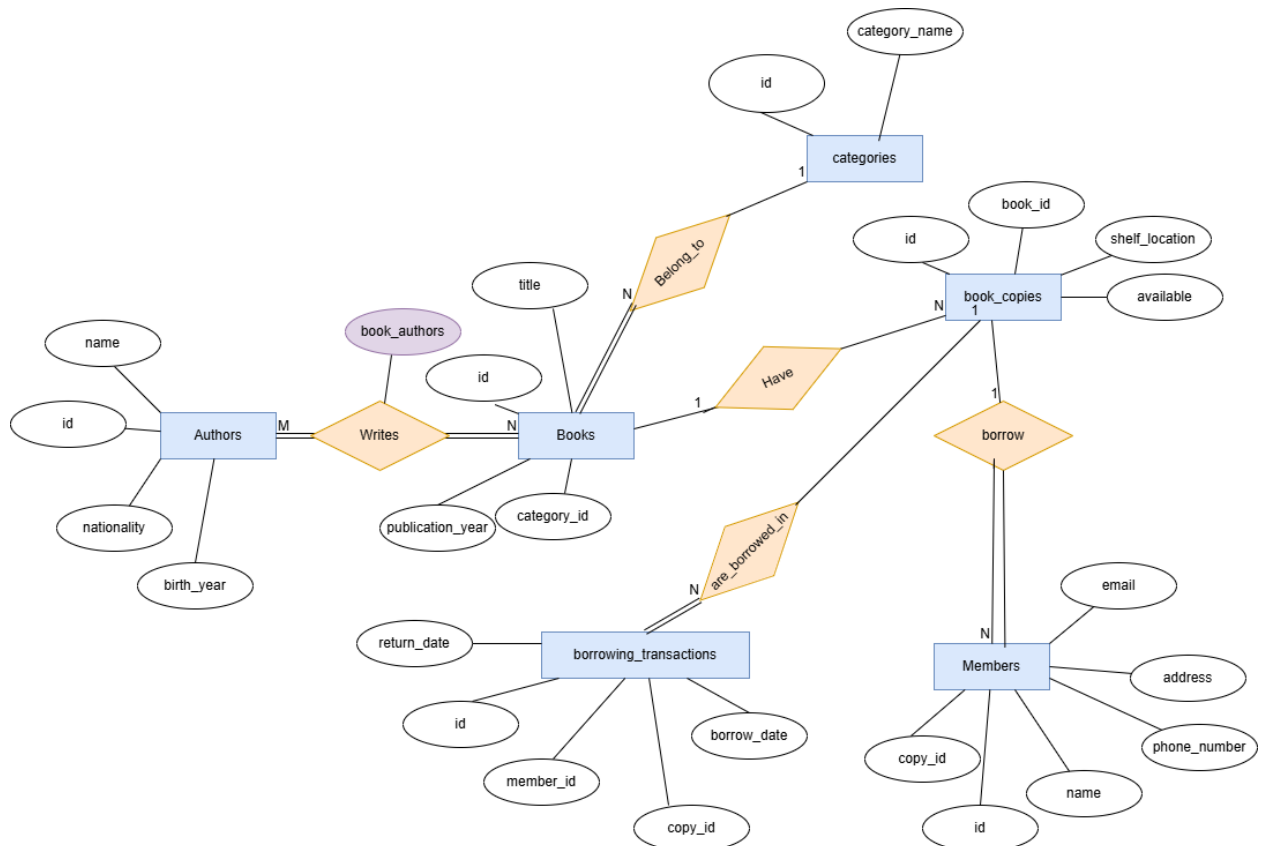 category_name
id
categories
1
book_id
id
shelf_location
Belong_to
title
N
book_copies
available
N
1
book_authors
name
Have
id
1
1
id
Authors
M
Writes
N
Books
borrow
nationality
publication_year
category_id
are_borrowed_in
birth_year
email
N
return_date
borrowing_transactions
N
Members
address
id
borrow_date
copy_id
phone_number
member_id
name
copy_id
id